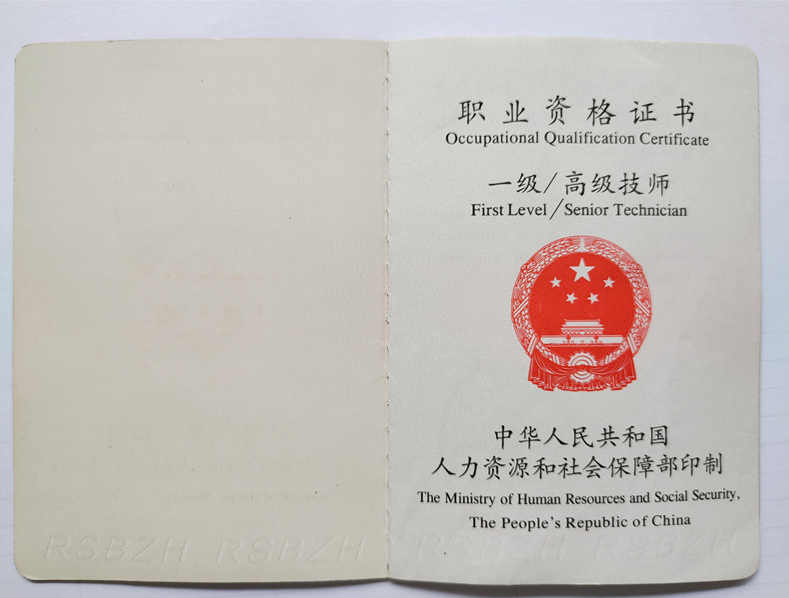 职业资格证书
Occupational Qualification Certificate
一级/高级技师
First Level/Senior Technician
中华人民共和国
人力资源和社会保障部印制
The Ministry of Human Resources and Social Security,
The People's Republic of China
RSBZH RSBZH RSBZH RSBZH